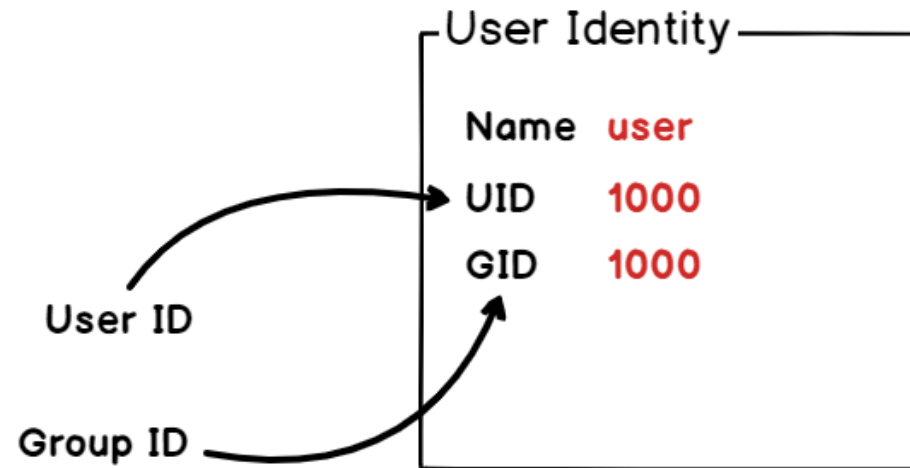 User Identity
Name user
UID 1000
GID 1000
User ID
Group ID